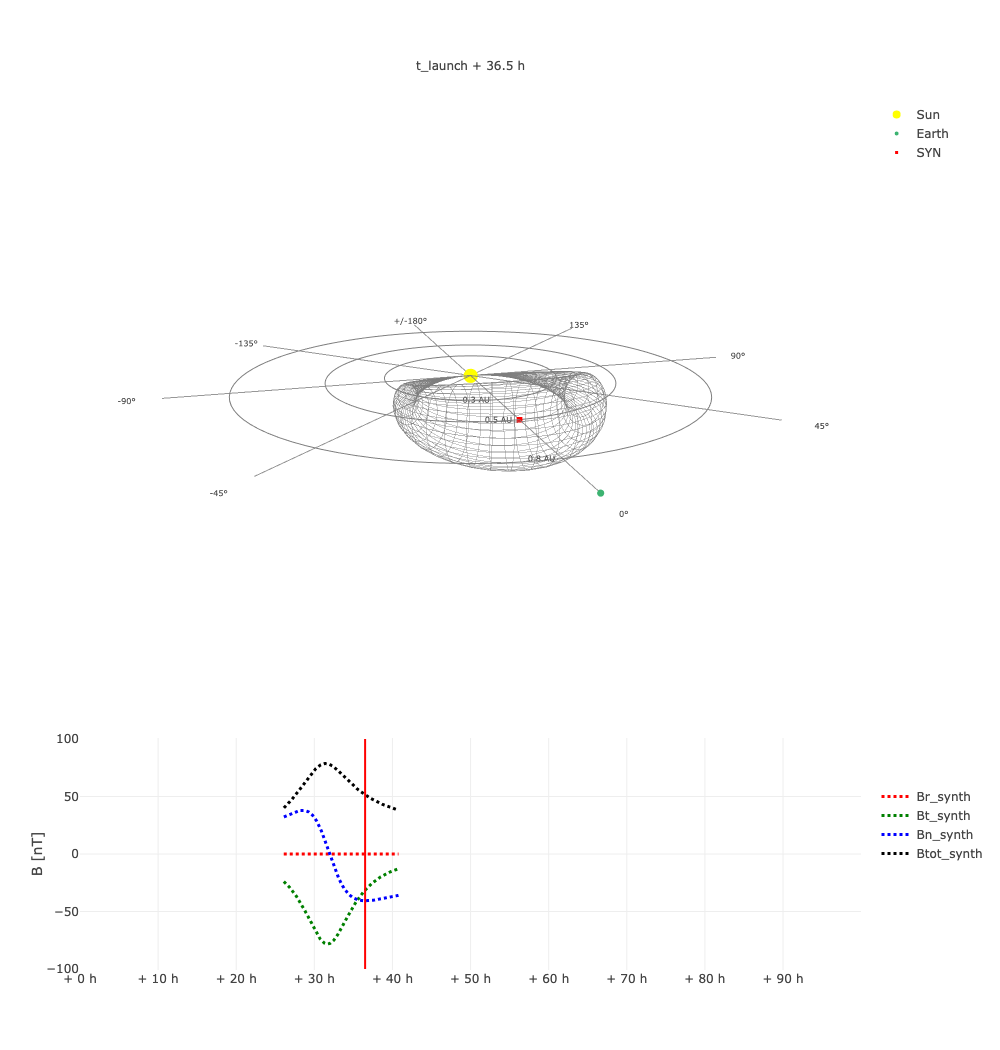 t_launch + 36.5 h
Sun
Earth
SYN
+/-180°
135°
-135°
90°
-90°
0.3 AU
0.5 AU
45°
0.8 AU
-45°
0°
100
50
0
−50
−100
B [nT]
+ 0 h
+ 10 h
+ 20 h
+ 30 h
+ 40 h
+ 50 h
+ 60 h
+ 70 h
+ 80 h
+ 90 h
Br_synth
Bt_synth
Bn_synth
Btot_synth